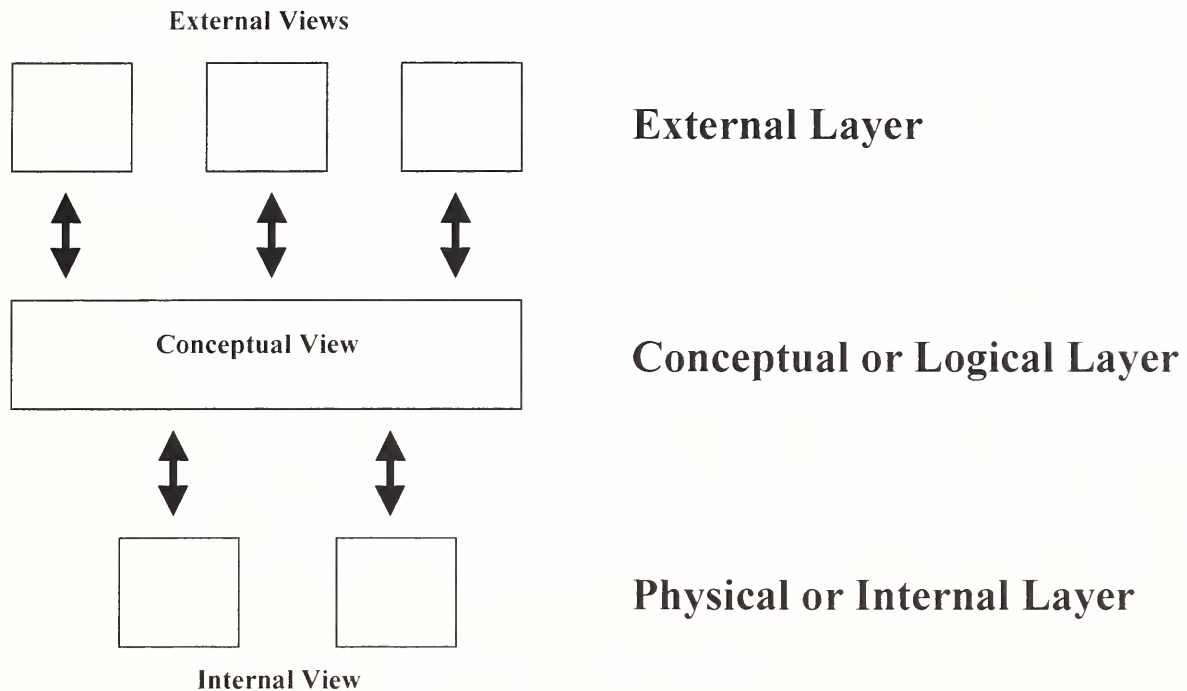 External Views
External Layer
Conceptual View
Conceptual or Logical Layer
Physical or Internal Layer
Internal View